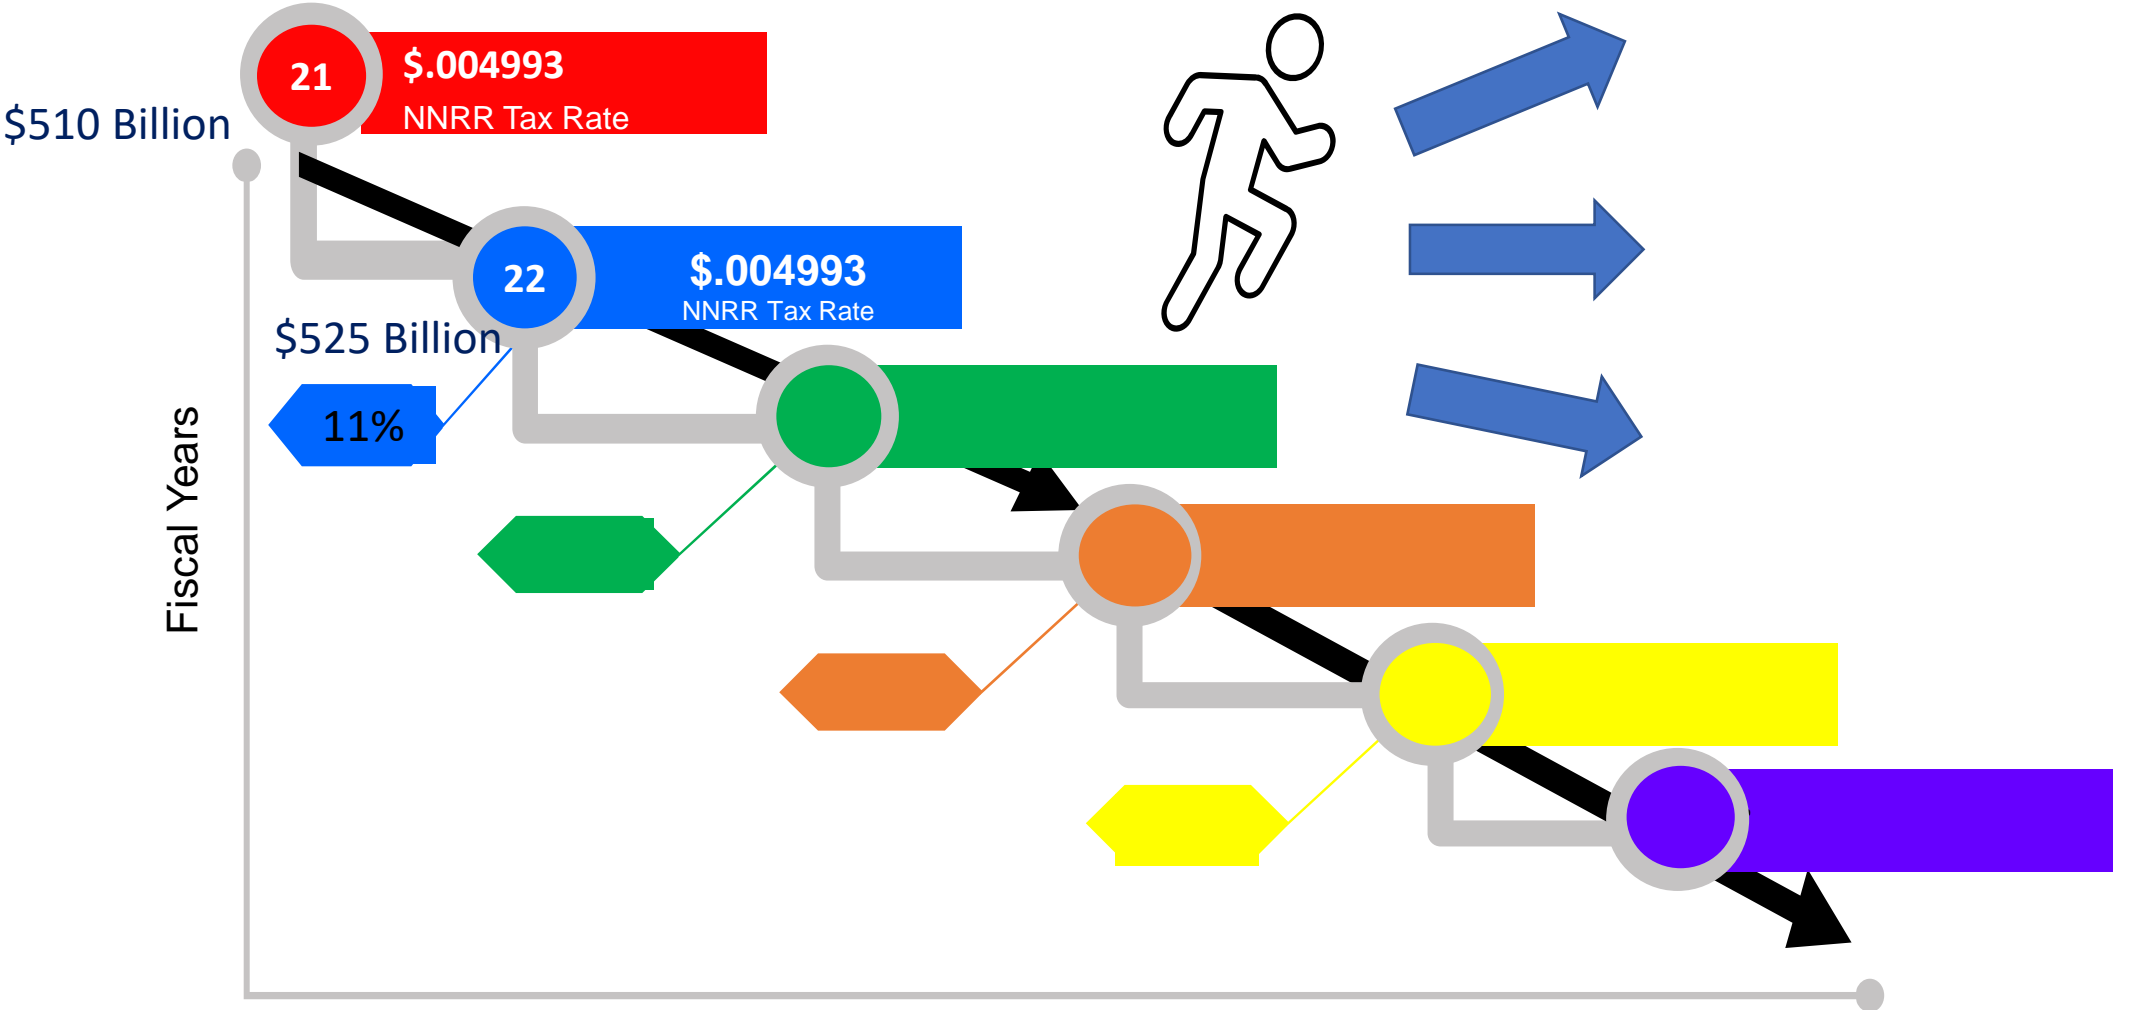 21
$.004993
NNRR Tax Rate
$510 Billion
22
$.004993
NNRR Tax Rate
$525 Billion
11%
Fiscal Years